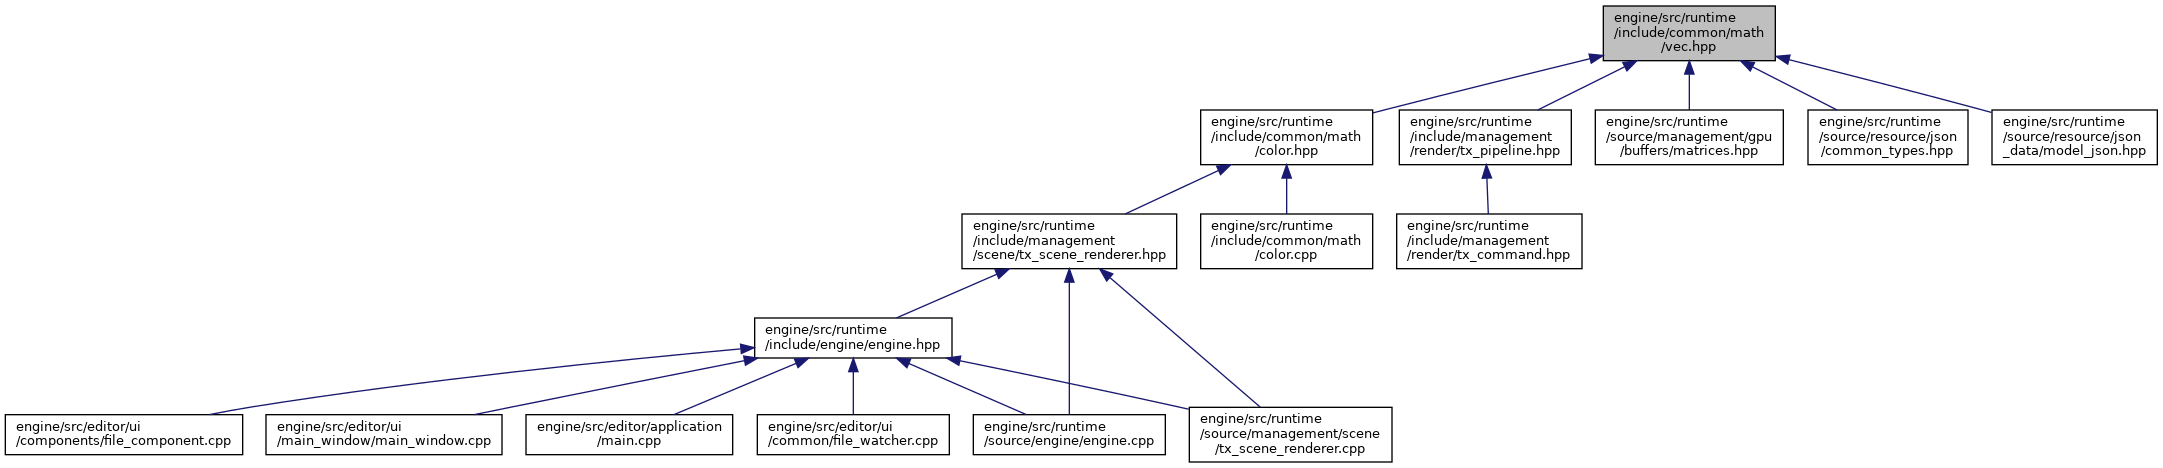 engine/src/runtime
/include/common/math
/vec.hpp
engine/src/runtime
/include/common/math
/color.hpp
engine/src/runtime
/include/management
/render/tx_pipeline.hpp
engine/src/runtime
/source/management/gpu
/buffers/matrices.hpp
engine/src/runtime
/source/resource/json
/common_types.hpp
engine/src/runtime
/source/resource/json
_data/model_json.hpp
engine/src/runtime
/include/management
/scene/tx_scene_renderer.hpp
engine/src/runtime
/include/common/math
/color.cpp
engine/src/runtime
/include/management
/render/tx_command.hpp
engine/src/runtime
/include/engine/engine.hpp
engine/src/editor/ui
/components/file_component.cpp
engine/src/editor/ui
/main_window/main_window.cpp
engine/src/editor/application
/main.cpp
engine/src/editor/ui
/common/file_watcher.cpp
engine/src/runtime
/source/engine/engine.cpp
engine/src/runtime
/source/management/scene
/tx_scene_renderer.cpp